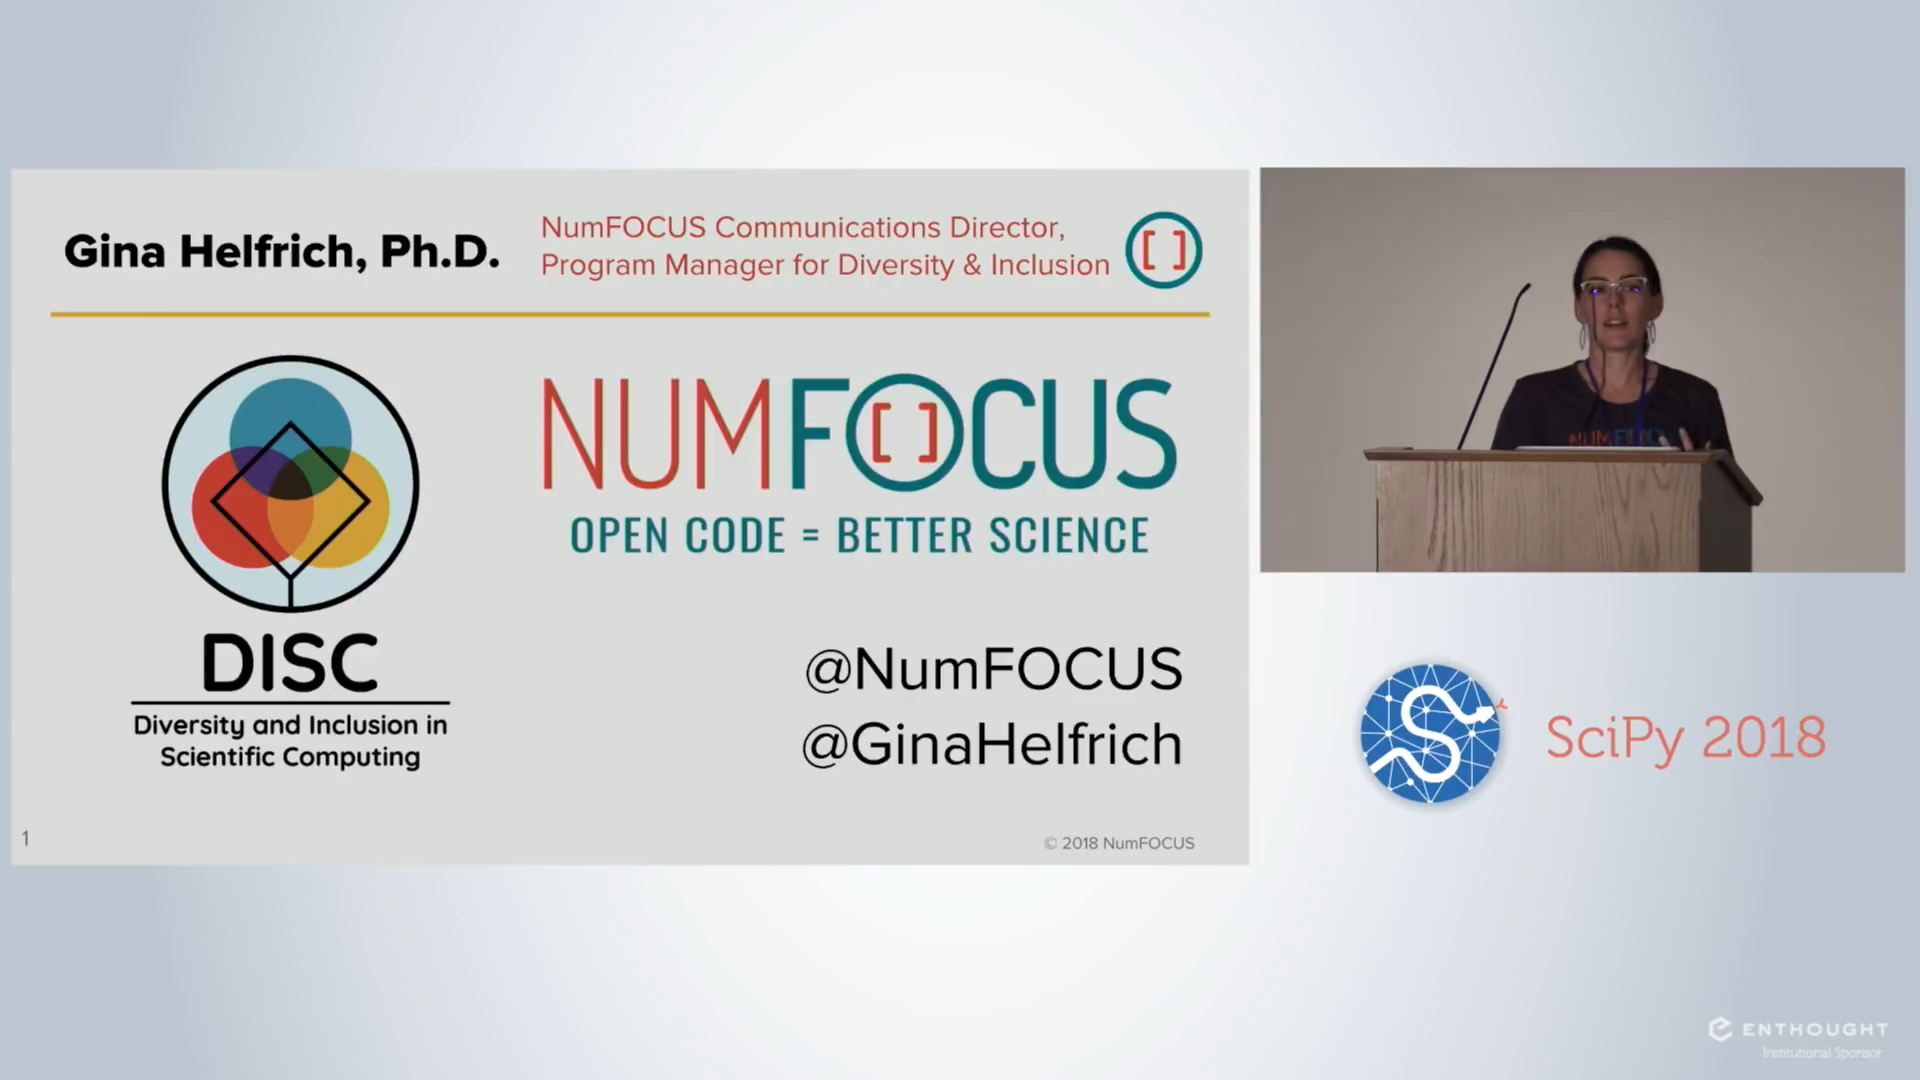 Gina Helfrich, Ph.D.
NumFOCUS Communications Director,
Program Manager for Diversity & Inclusion
NUMFOCUS
OPEN CODE = BETTER SCIENCE
DISC
Diversity and Inclusion in
Scientific Computing
@NumFOCUS
@GinaHelfrich
1
© 2018 NumFOCUS
NUMFOCUS
SciPy 2018
ENTHOUGHT
Institutional Sponsor